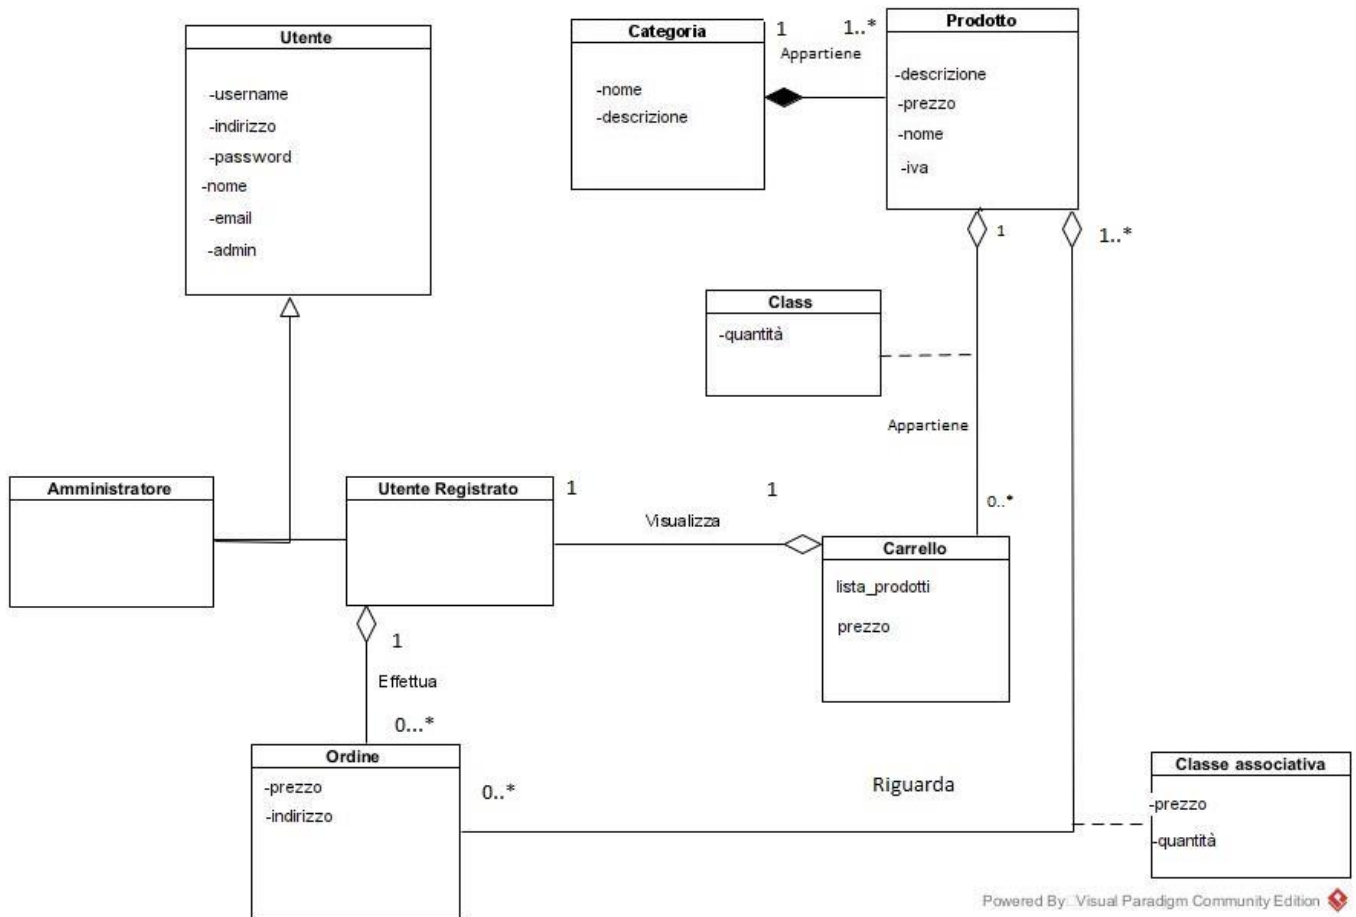 Utente
-username
-indirizzo
-password
-nome
-email
-admin
Categoria
-nome
-descrizione
1
1..*
Appartiene
Prodotto
-descrizione
-prezzo
-nome
-iva
1
1..*
Class
-quantità
Appartiene
0..*
Amministratore
Utente Registrato
1
1
Visualizza
Carrello
lista_prodotti
prezzo
1
Effettua
0...*
Ordine
-prezzo
-indirizzo
0..*
Riguarda
Classe associativa
-prezzo
-quantità
Powered By Visual Paradigm Community Edition